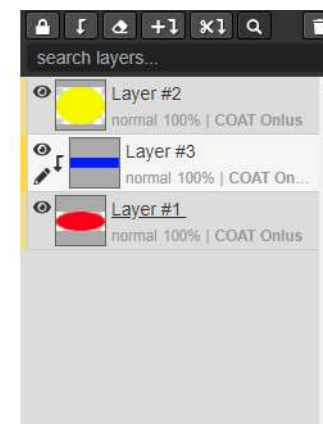 search layers...
Layer #2
normal 100% | COAT Onlus
Layer #3
normal 100% | COAT On...
Layer #1
normal 100% | COAT Onlus